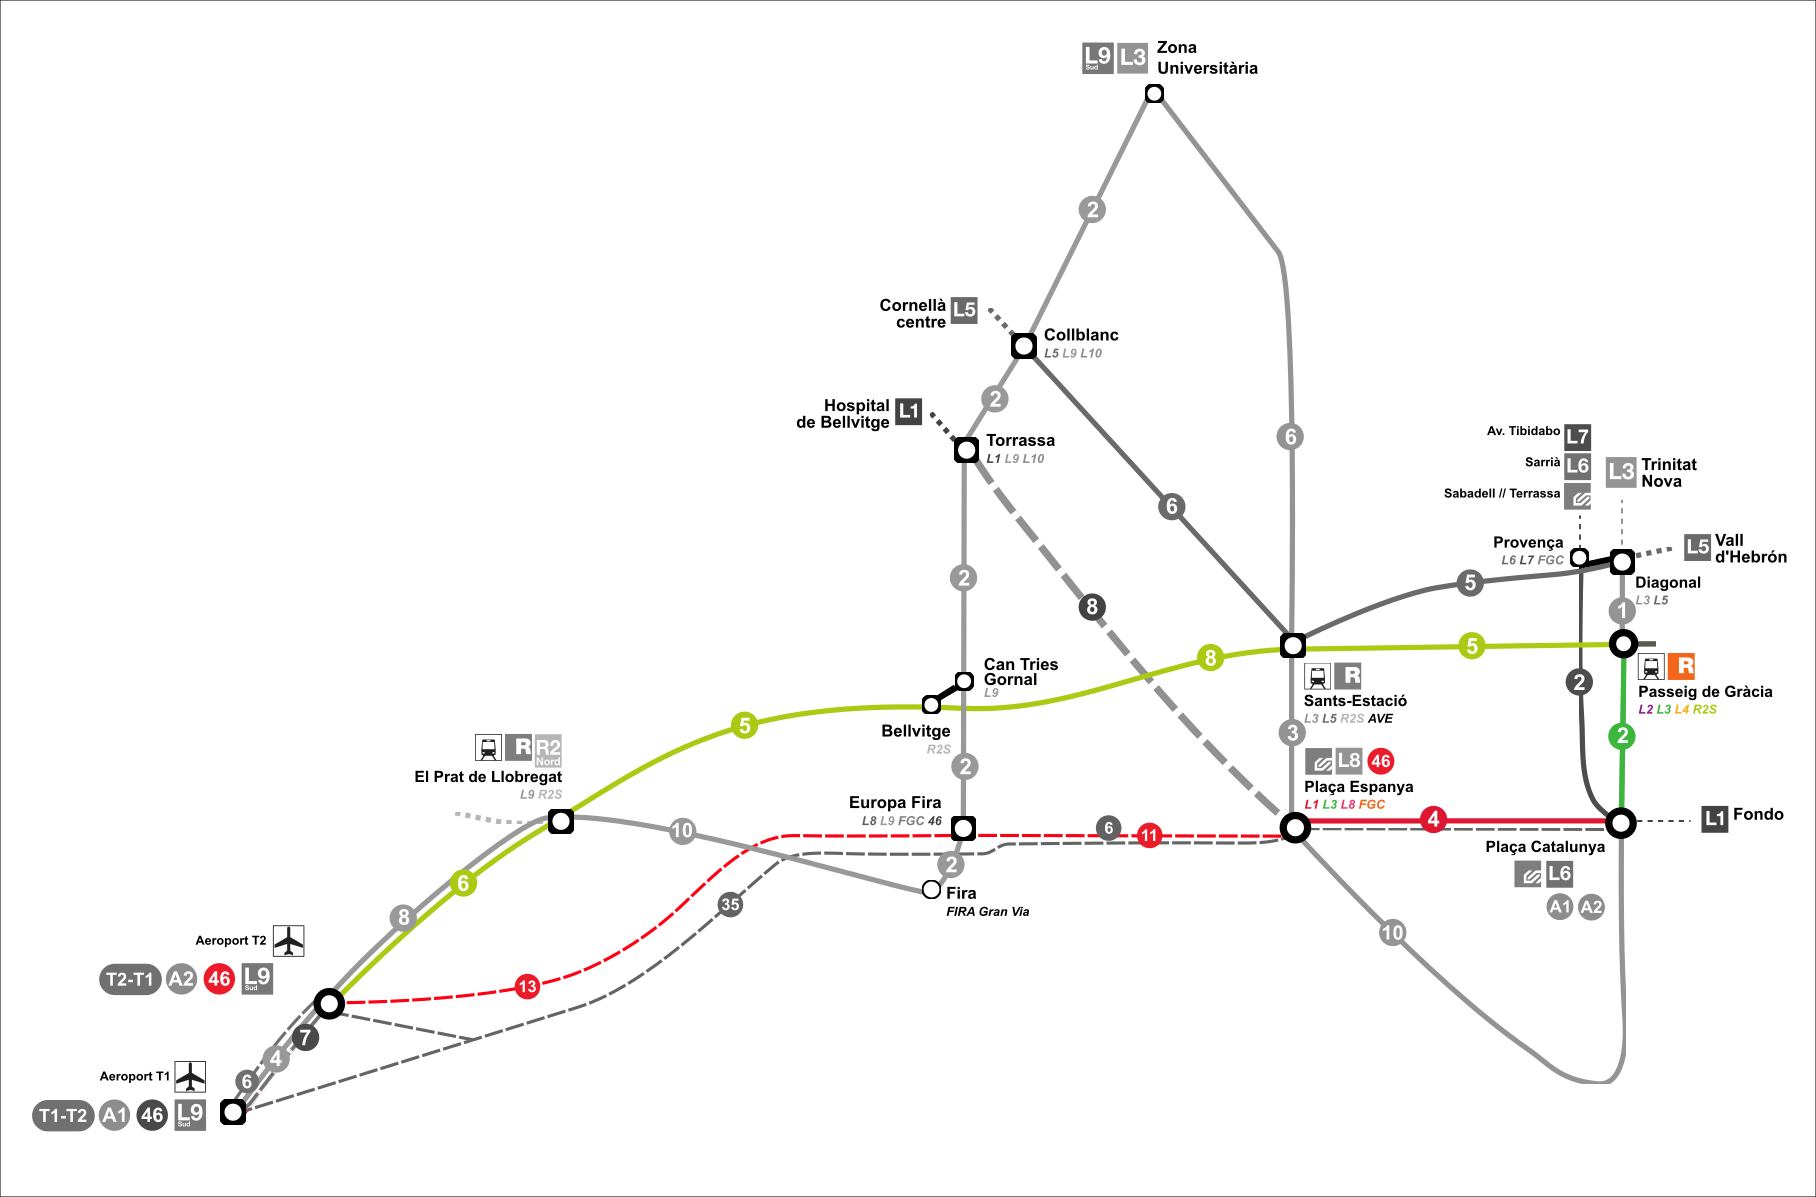 L9
Sud
L3
Zona
Universitària
2
Cornellà
centre
L5
Collblanc
L5 L9 L10
2
Hospital
de Bellvitge
L1
Torrassa
L1 L9 L10
6
6
Av. Tibidabo
L7
Sarrià
L6
Sabadell // Terrassa
L3
Trinitat
Nova
Provença
L6 L7 FGC
L5
Vall
d'Hebrón
Diagonal
L3 L5
5
1
2
8
8
5
Can Tries
Gornal
L9
Bellvitge
R2S
5
R
Sants-Estació
L3 L5 R2S AVE
R
Passeig de Gràcia
L2 L3 L4 R2S
2
2
3
R
R2
Nord
El Prat de Llobregat
L9 R2S
2
L8
46
Plaça Espanya
L1 L3 L8 FGC
Europa Fira
L8 L9 FGC 46
10
6
11
4
L1
Fondo
Plaça Catalunya
L6
A1
A2
2
Fira
FIRA Gran Via
6
8
35
10
Aeroport T2
T2-T1
A2
46
L9
Sud
13
7
4
6
Aeroport T1
T1-T2
A1
46
L9
Sud